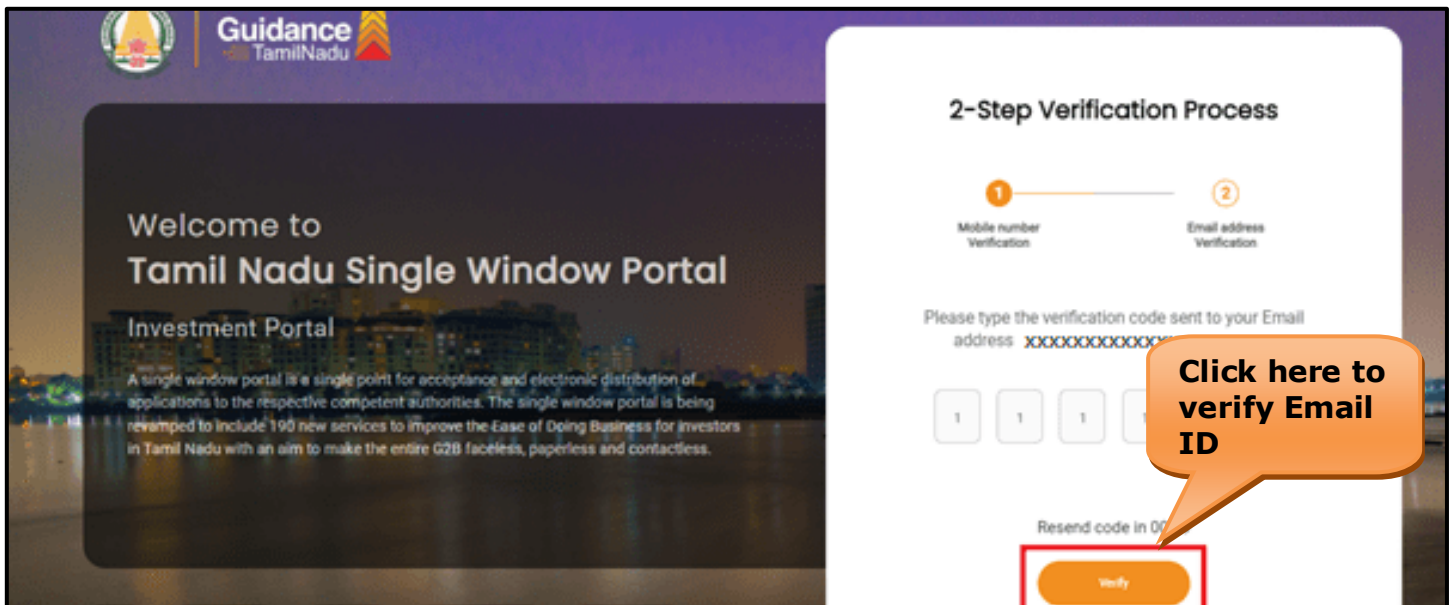 Guidance
TamilNadu
Welcome to
Tamil Nadu Single Window Portal
Investment Portal
A single window portal is a single point for acceptance and electronic distribution of
applications to the respective competent authorities. The single window portal is being
revamped to include 190 new services to improve the Ease of Doing Business for investors
in Tamil Nadu with an aim to make the entire G2B faceless, paperless and contactless.
2-Step Verification Process
1
2
Mobile number
Verification
Email address
Verification
Please type the verification code sent to your Email
address XXXXXXXXXXXXX
1 1 1 1
Click here to
verify Email
ID
Resend code in 00
Verify